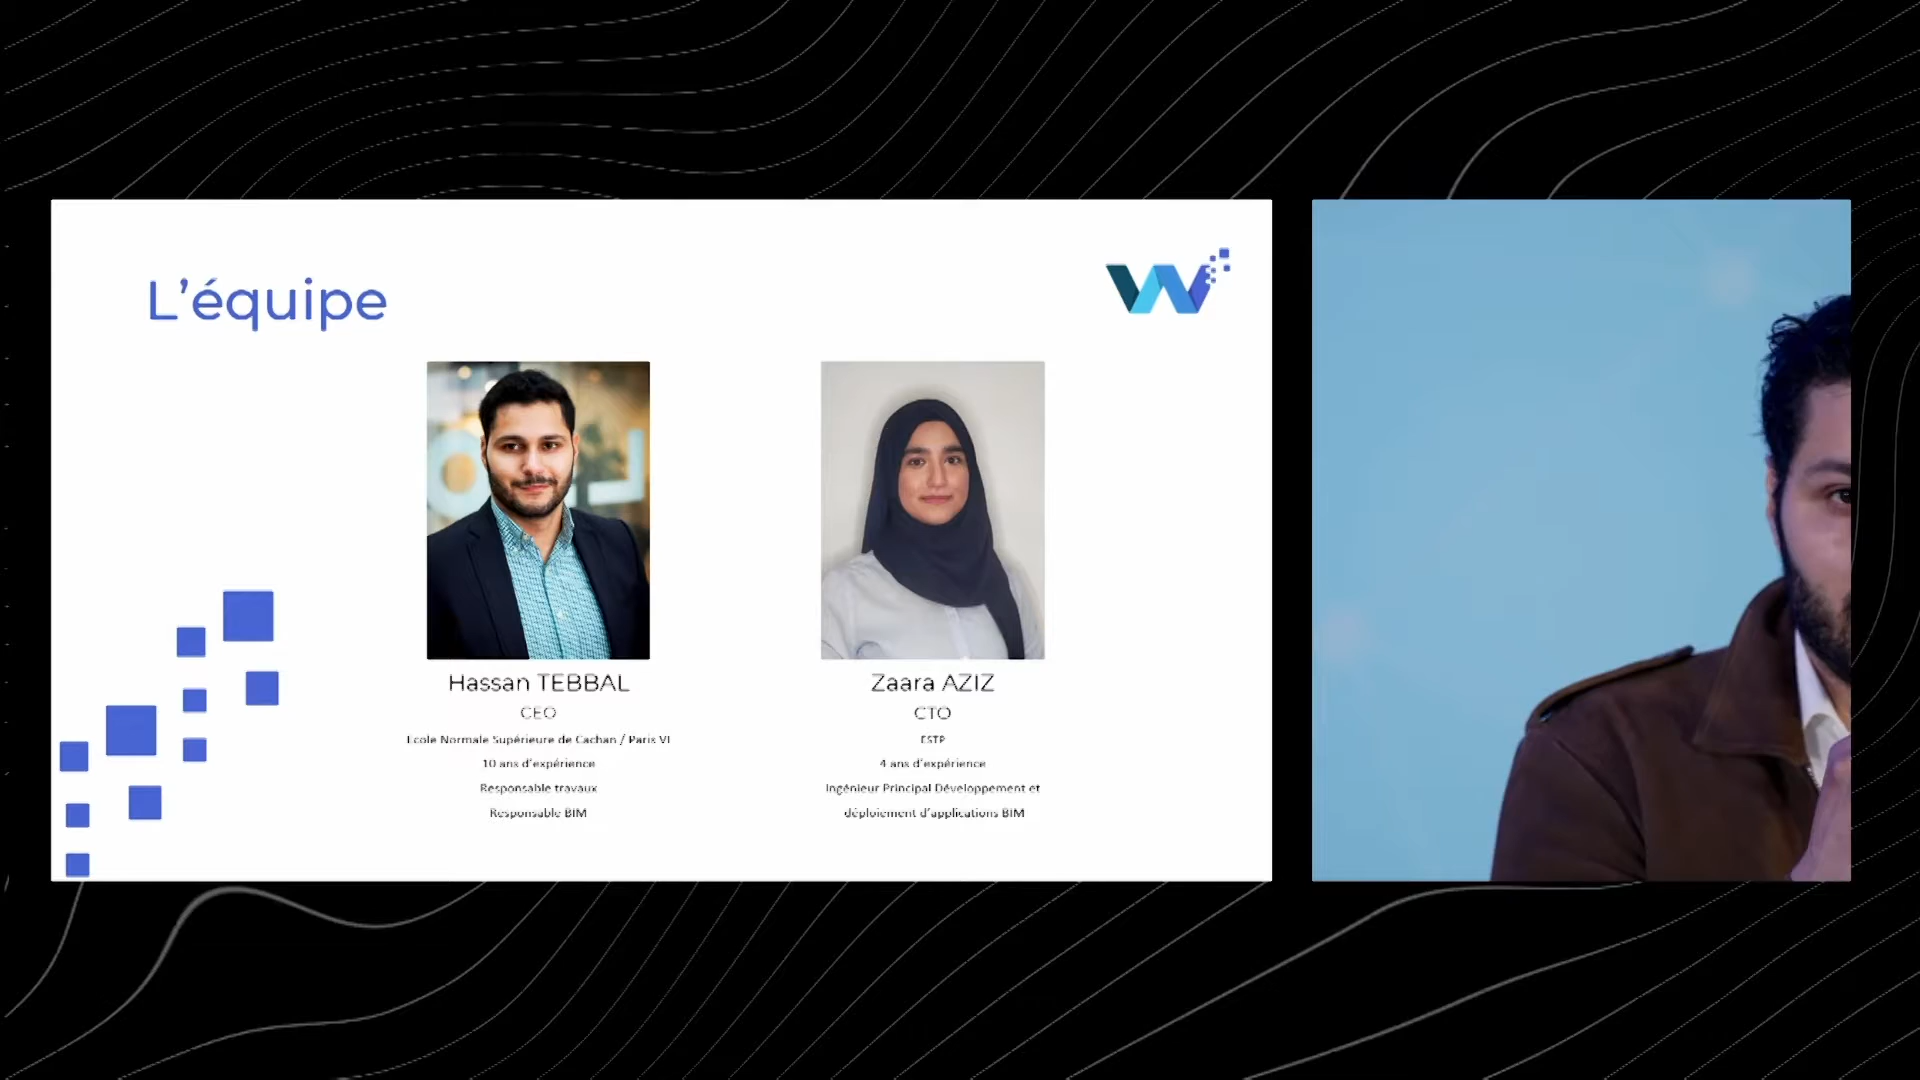 L'équipe
Hassan TEBBAL
CEO
Ecole Normale Supérieure de Cachan / Paris VI
10 ans d'expérience
Responsable travaux
Responsable BIM
Zaara AZIZ
CTO
ESTP
4 ans d'expérience
Ingénieur Principal Développement et
déploiement d'applications BIM